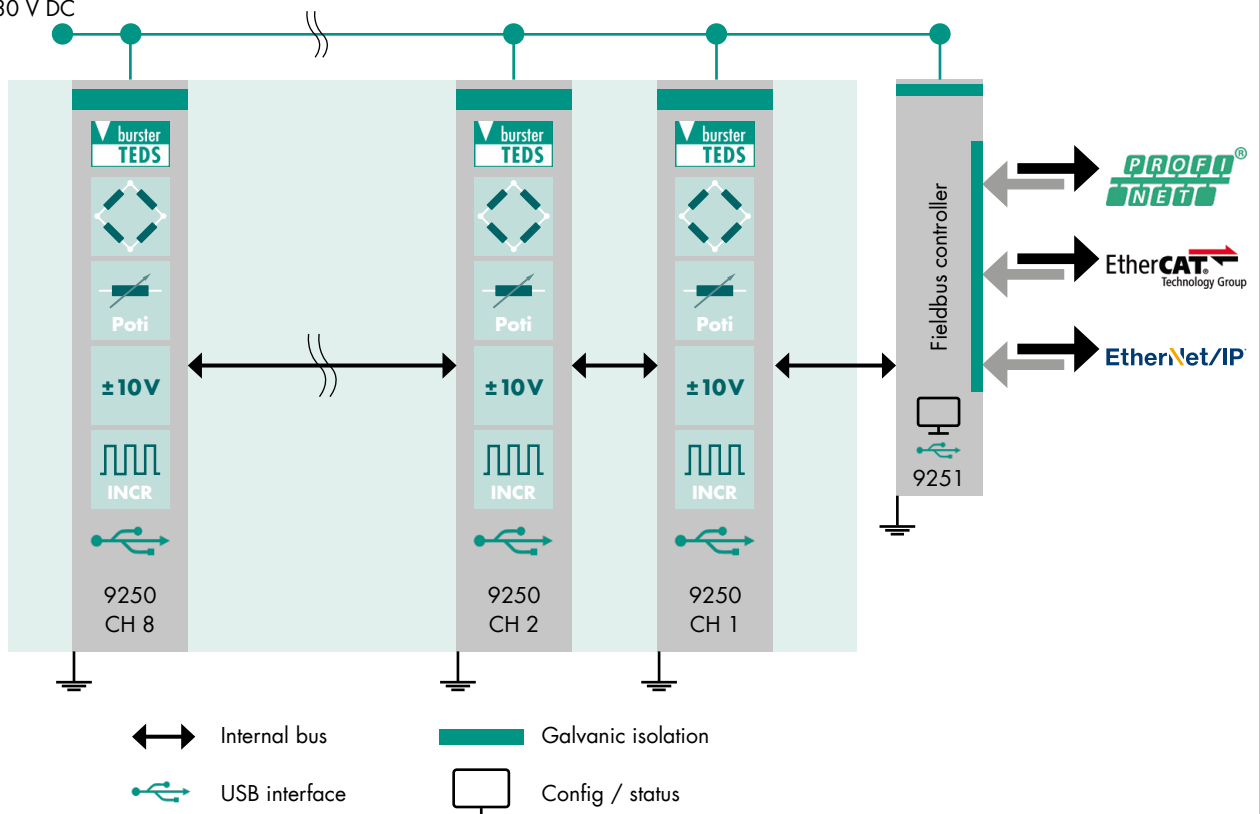 30 V DC
burster
TEDS
Poti
±10V
INCR
9250
CH 8
burster
TEDS
Poti
±10V
INCR
9250
CH 2
burster
TEDS
Poti
±10V
INCR
9250
CH 1
Fieldbus controller
9251
PROFI®
NET
EtherCAT®
Technology Group
EtherNet/IP
Internal bus
Galvanic isolation
USB interface
Config / status